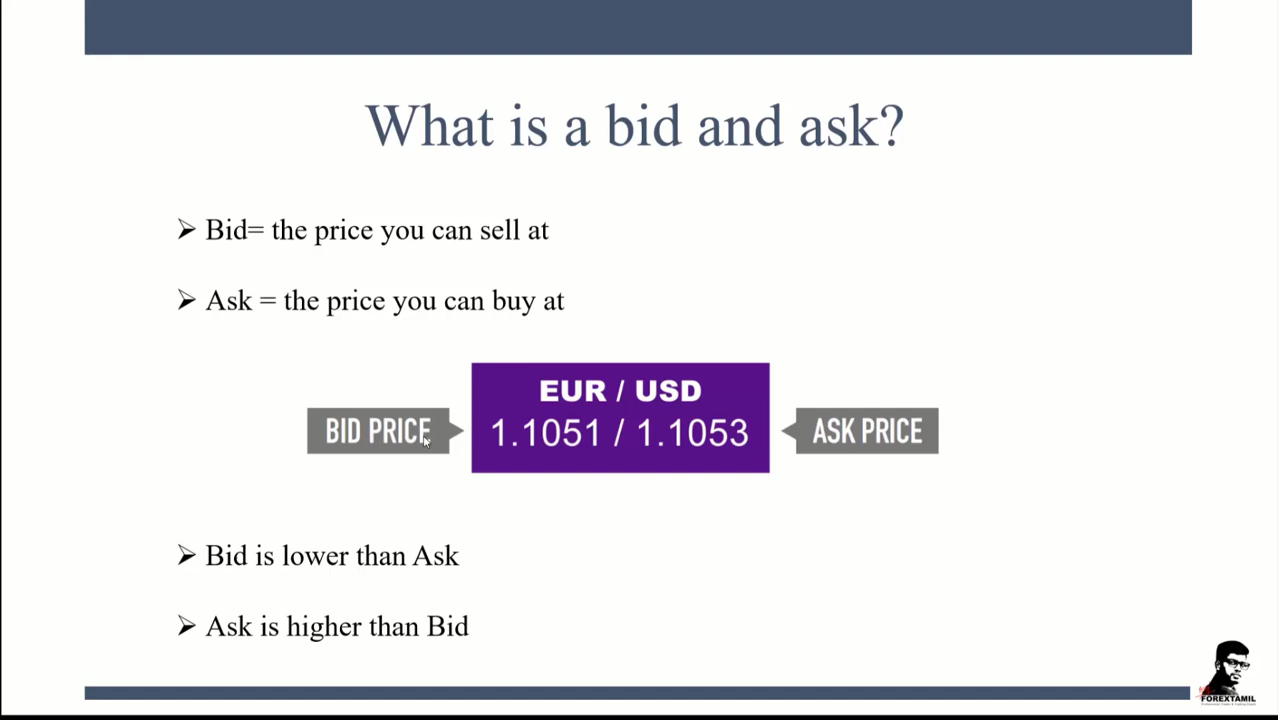 What is a bid and ask?
Bid= the price you can sell at
Ask = the price you can buy at
EUR / USD
BID PRICE
1.1051 / 1.1053
ASK PRICE
Bid is lower than Ask
Ask is higher than Bid
FOREXTAMIL